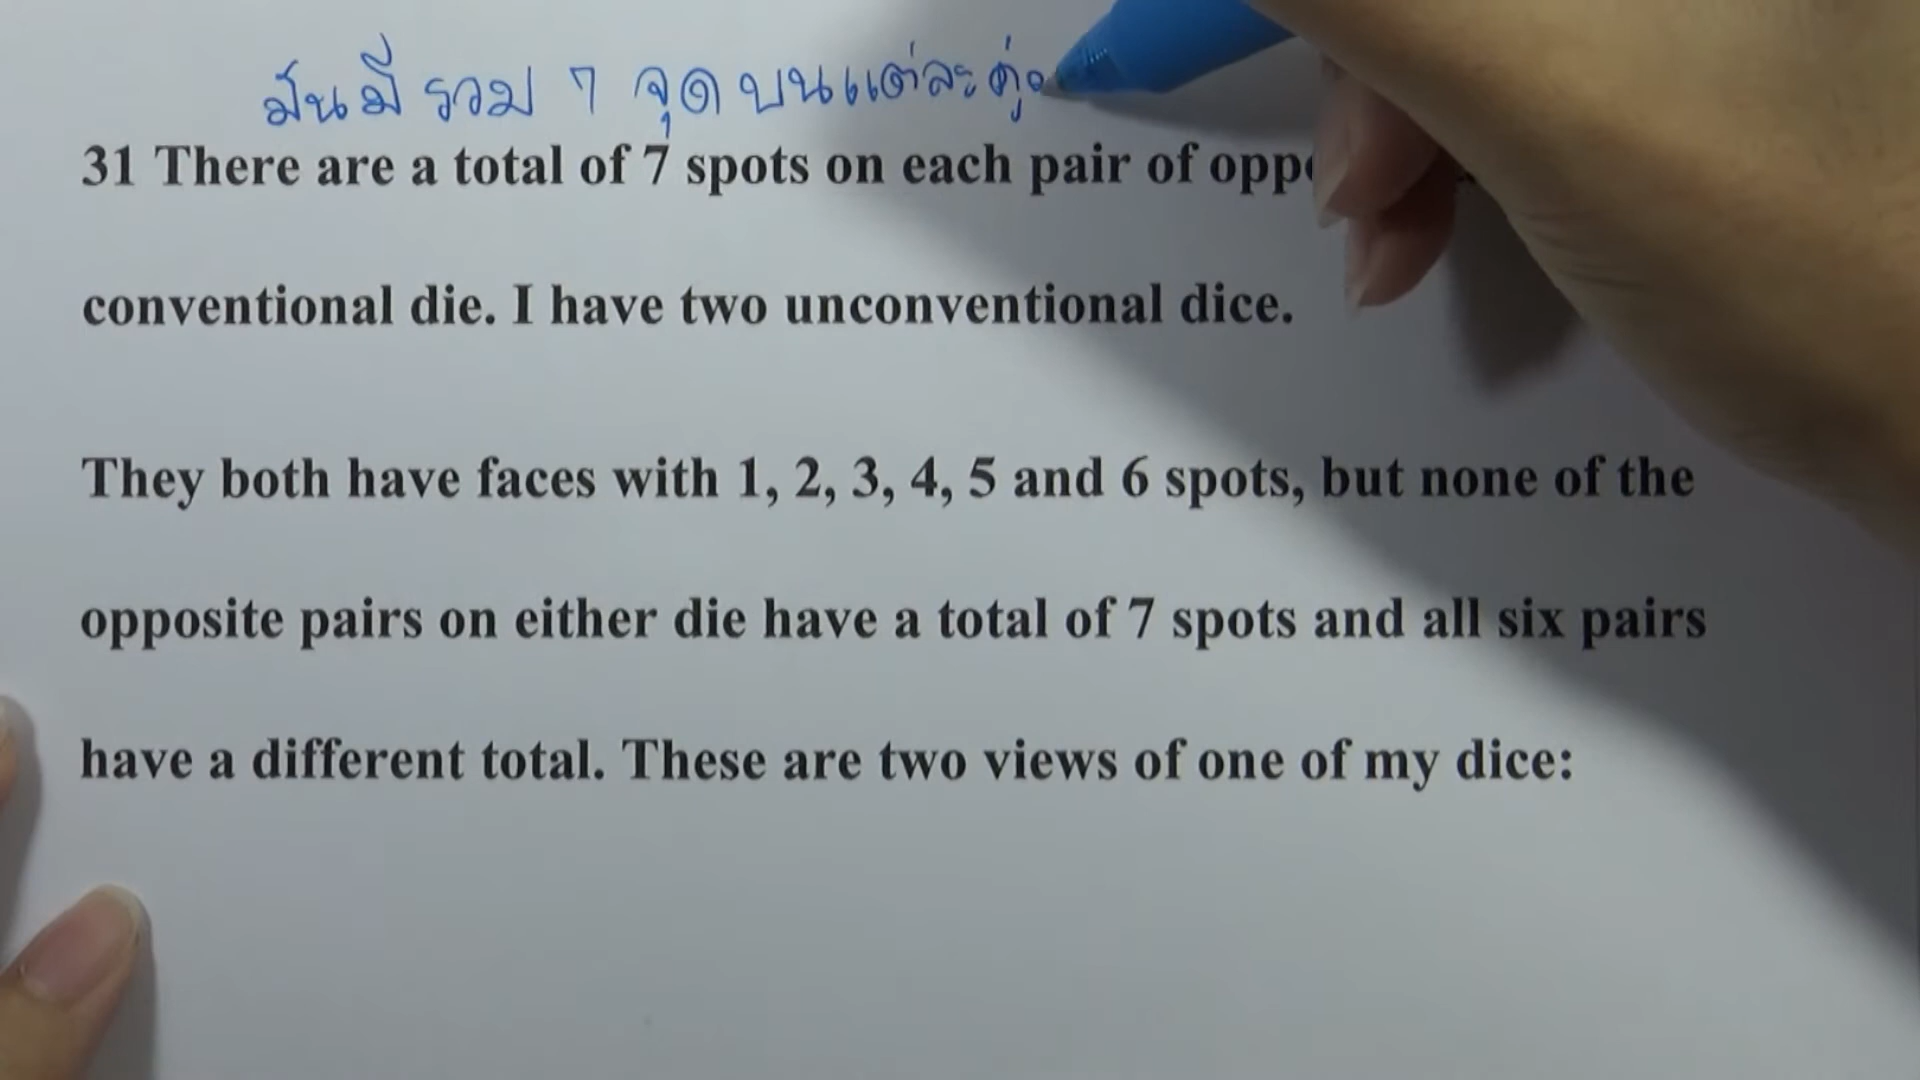 มันมี รวม 7 จุด บนแต่ละคู่
31 There are a total of 7 spots on each pair of
conventional die. I have two unconventional dice.
They both have faces with 1, 2, 3, 4, 5 and 6 spots, but none of the
opposite pairs on either die have a total of 7 spots and all six pairs
have a different total. These are two views of one of my dice: